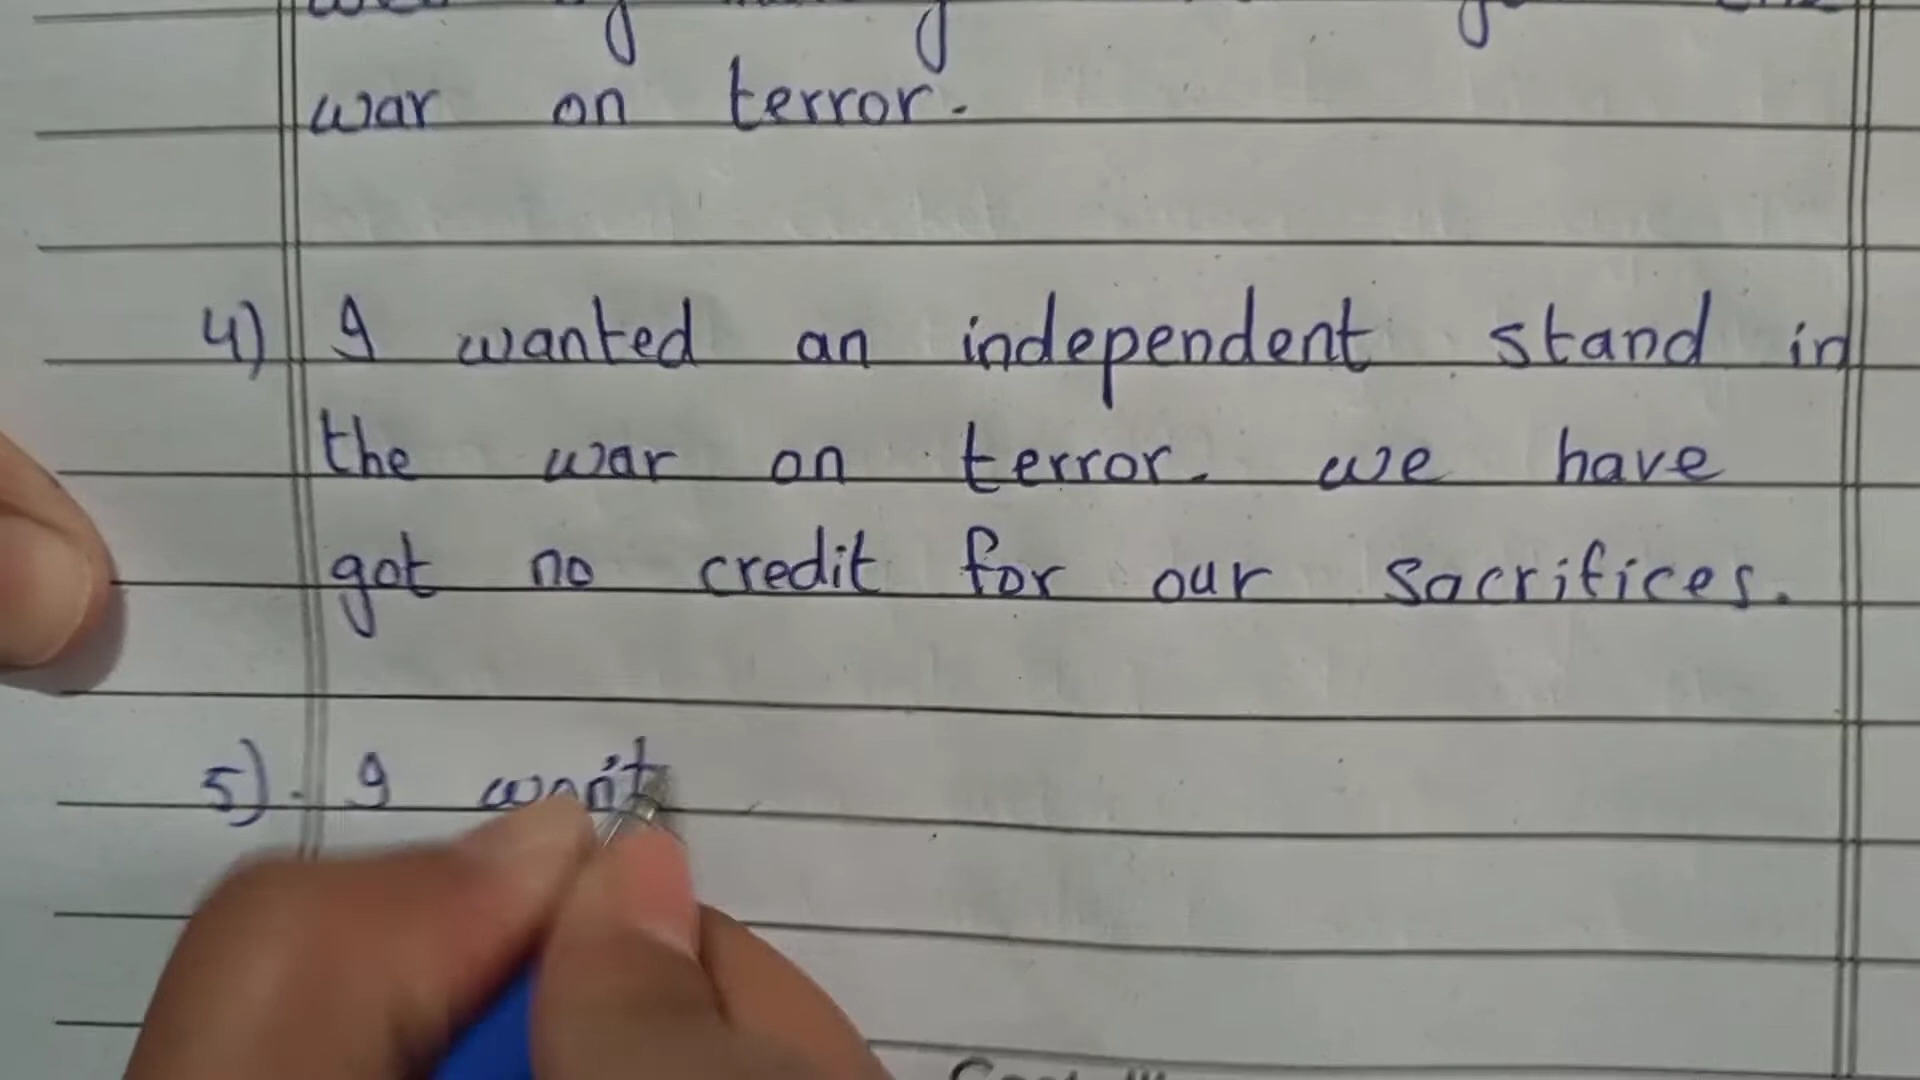 war on terror.
4) I wanted an independent stand in
the war on terror. we have
got no credit for our sacrifices.
5). I won't